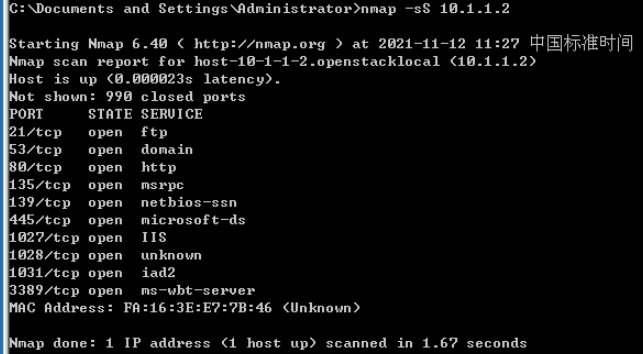 C:\Documents and Settings\Administrator>nmap -sS 10.1.1.2
Starting Nmap 6.40 ( http://nmap.org ) at 2021-11-12 11:27 中国标准时间
Nmap scan report for host-10-1-1-2.openstacklocal (10.1.1.2)
Host is up (0.000023s latency).
Not shown: 990 closed ports
PORT     STATE SERVICE
21/tcp   open  ftp
53/tcp   open  domain
80/tcp   open  http
135/tcp  open  msrpc
139/tcp  open  netbios-ssn
445/tcp  open  microsoft-ds
1027/tcp open  IIS
1028/tcp open  unknown
1031/tcp open  iad2
3389/tcp open  ms-wbt-server
MAC Address: FA:16:3E:E7:7B:46 (Unknown)
Nmap done: 1 IP address (1 host up) scanned in 1.67 seconds